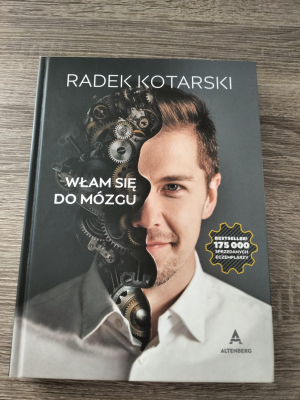 RADEK KOTARSKI
WŁAM SIĘ
DO MÓZGU
BESTSELLER!
175 000
SPRZEDANYCH
EGZEMPLARZY
ALTENBERG